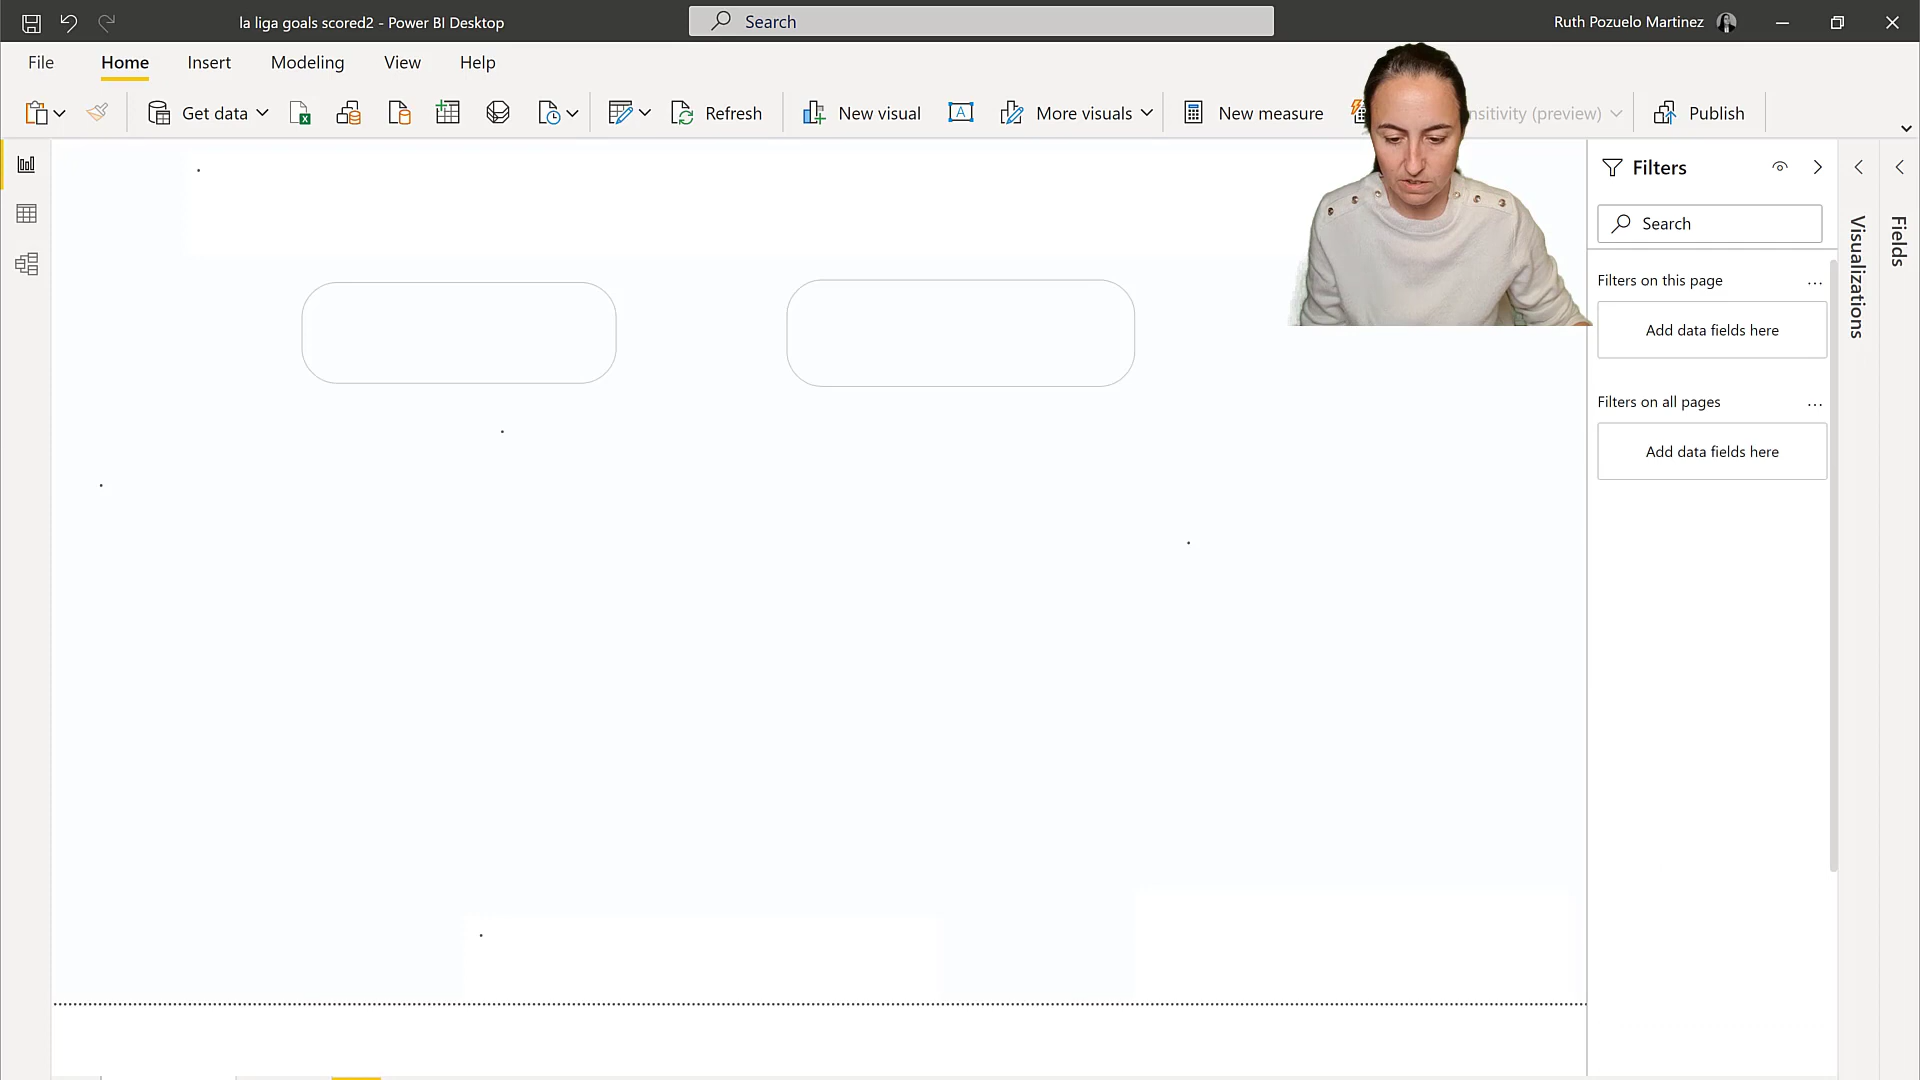 la liga goals scored2 - Power BI Desktop
Search
Ruth Pozuelo Martinez
File Home Insert Modeling View Help
Get data
Refresh
New visual
A
More visuals
New measure
(preview)
Publish
Filters
Search
Filters on this page
...
Add data fields here
Filters on all pages
...
Add data fields here
Visualizations
Fields